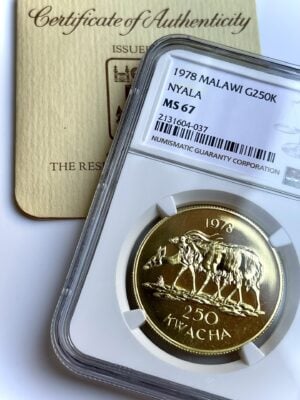 Certificate of Authenticity
ISSUE
THE RES
1978 MALAWI G250K
NYALA
MS 67
2131604-037
NUMISMATIC GUARANTY CORPORATION
1978
250
KWACHA